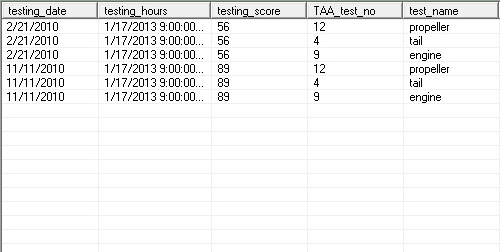 testing_date testing_hours testing_score TAA_test_no test_name
2/21/2010 1/17/2013 9:00:00... 56 12 propeller
2/21/2010 1/17/2013 9:00:00... 56 4 tail
2/21/2010 1/17/2013 9:00:00... 56 9 engine
11/11/2010 1/17/2013 9:00:00... 89 12 propeller
11/11/2010 1/17/2013 9:00:00... 89 4 tail
11/11/2010 1/17/2013 9:00:00... 89 9 engine